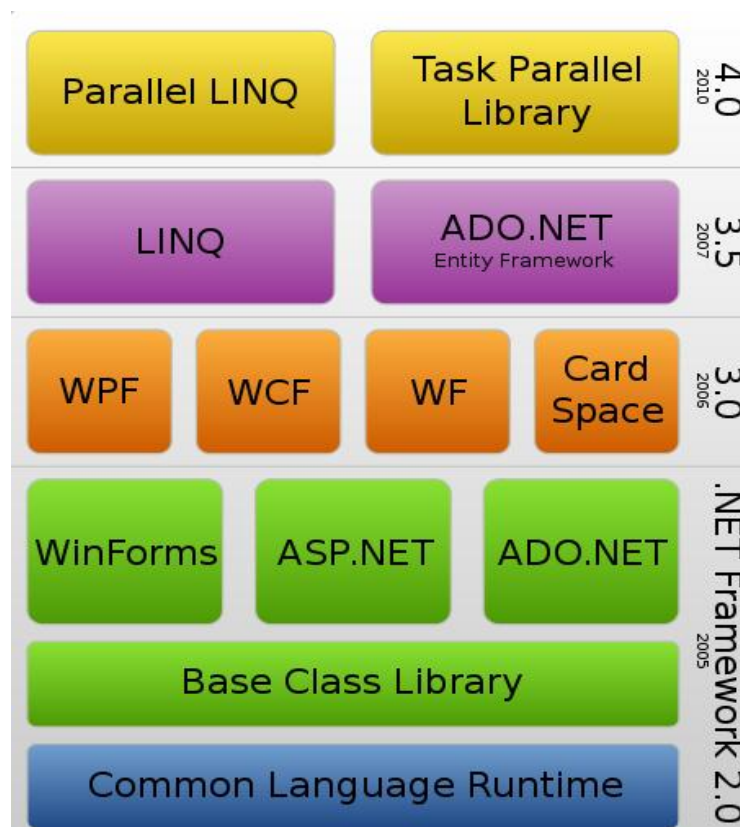 Parallel LINQ
Task Parallel
Library
4.0
2010
LINQ
ADO.NET
Entity Framework
3.5
2007
WPF
WCF
WF
Card
Space
3.0
2006
WinForms
ASP.NET
ADO.NET
Base Class Library
Common Language Runtime
.NET Framework 2.0
2005